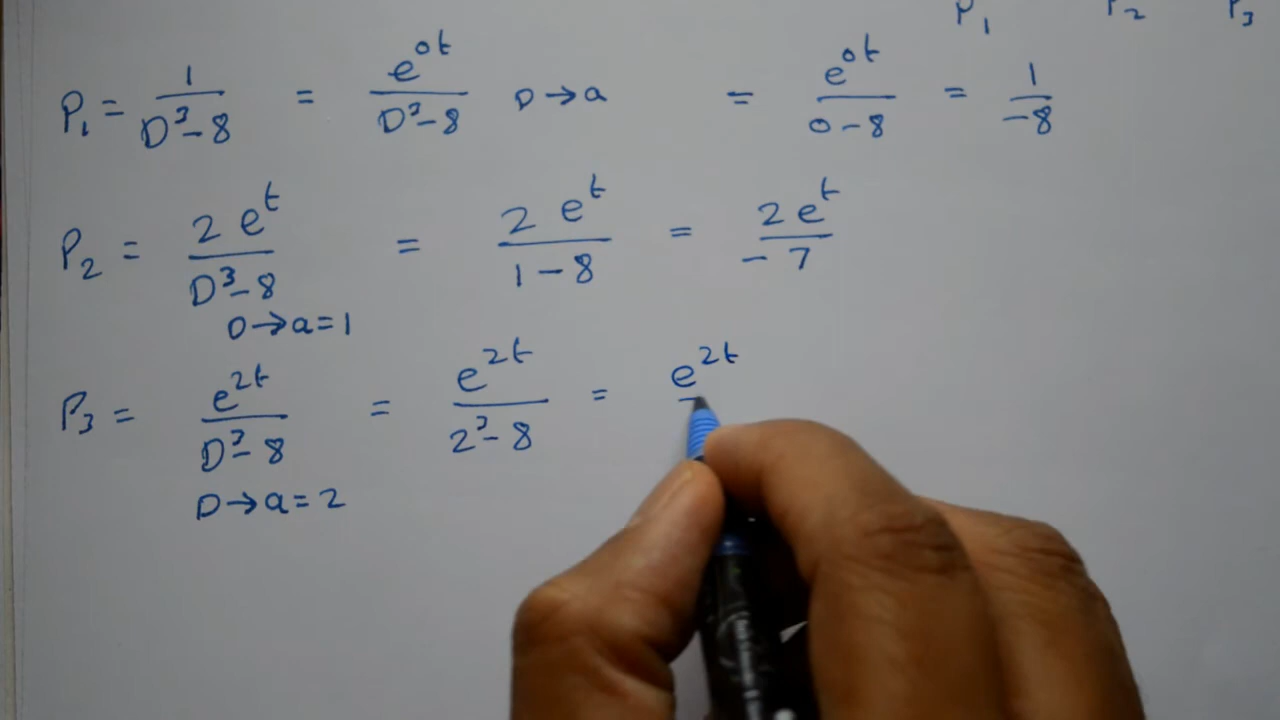 P₁ P₂ P₃
P₁ = 1/(D³-8) = e^(0t)/(D³-8) D→a = e^(0t)/(0-8) = 1/(-8)
P₂ = 2e^t/(D³-8) = 2e^t/(1-8) = 2e^t/(-7)
D→a=1
P₃ = e^(2t)/(D³-8) = e^(2t)/(2³-8) = e^(2t)
D→a=2